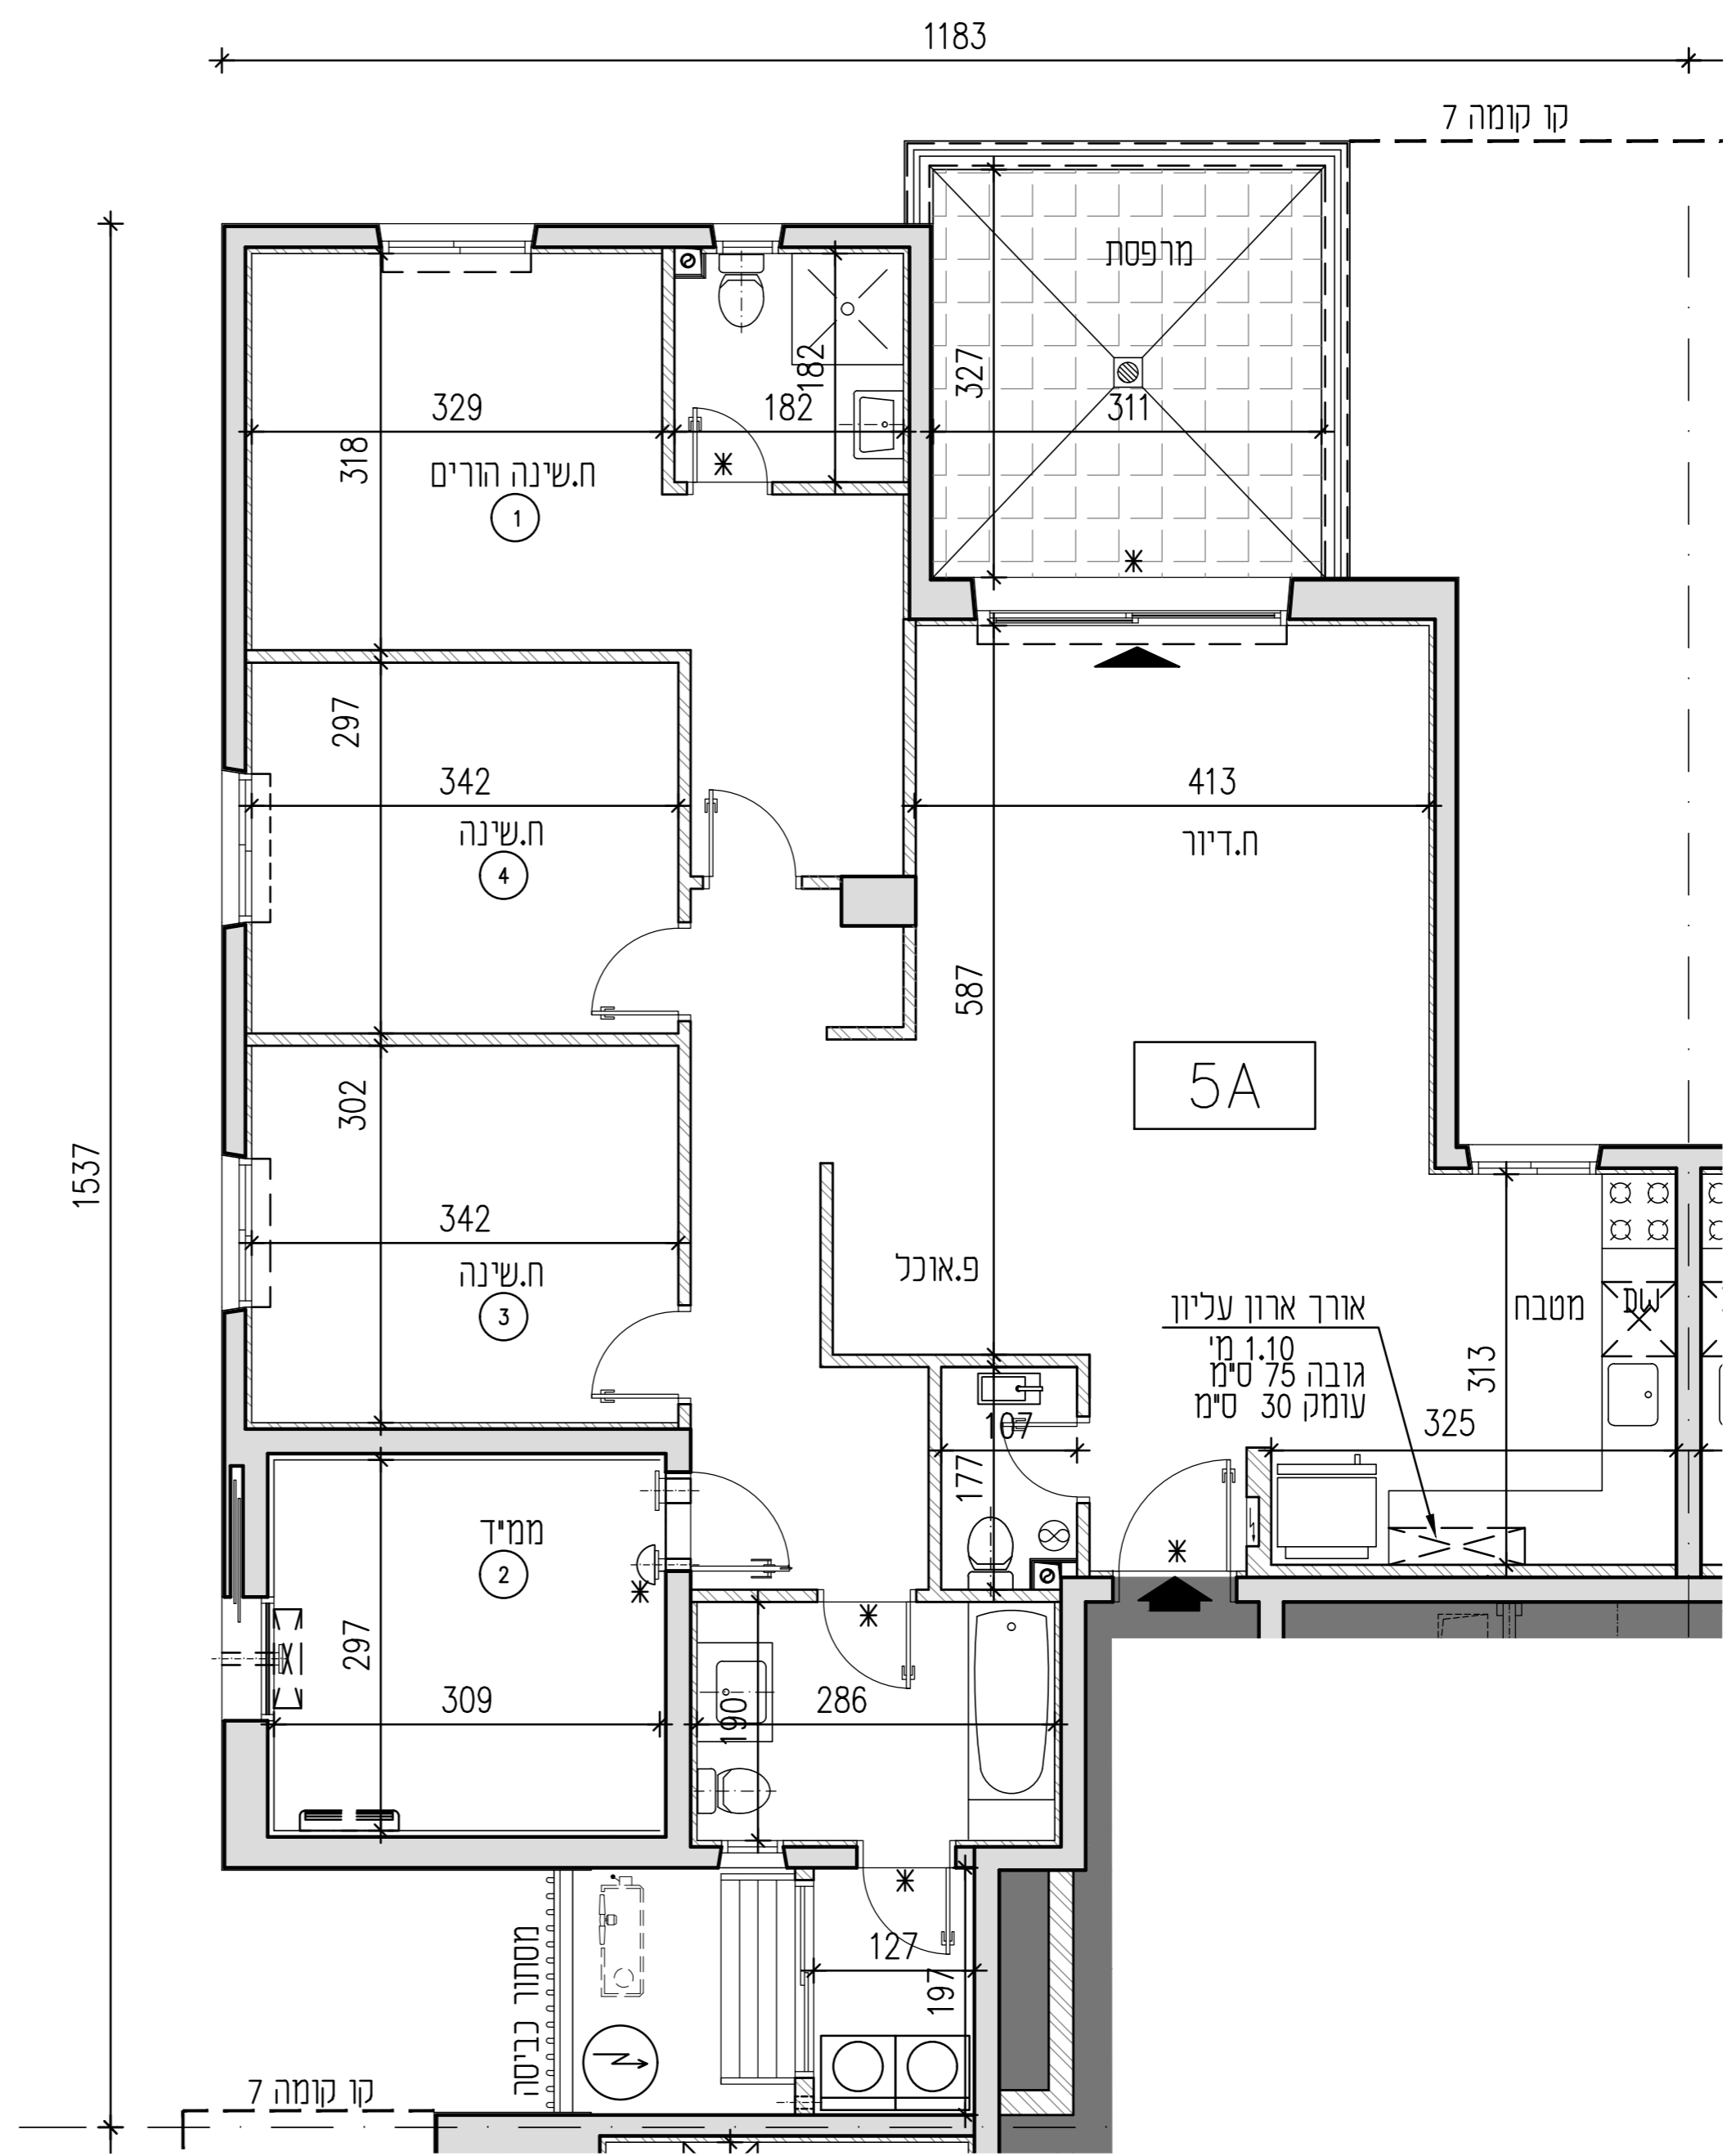 1183
קו קומה 7
מרפסת
327
311
182
182
329
318
ח.שינה הורים
1
297
342
ח.שינה
4
413
ח.דיור
587
5A
302
1537
342
ח.שינה
3
פ.אוכל
אורך ארון עליון
1.10 מ'
גובה 75 ס"מ
עומק 30 ס"מ
מטבח
DW
313
325
107
177
ממ"ד
2
297
309
190
286
127
197
מסתור כביסה
קו קומה 7